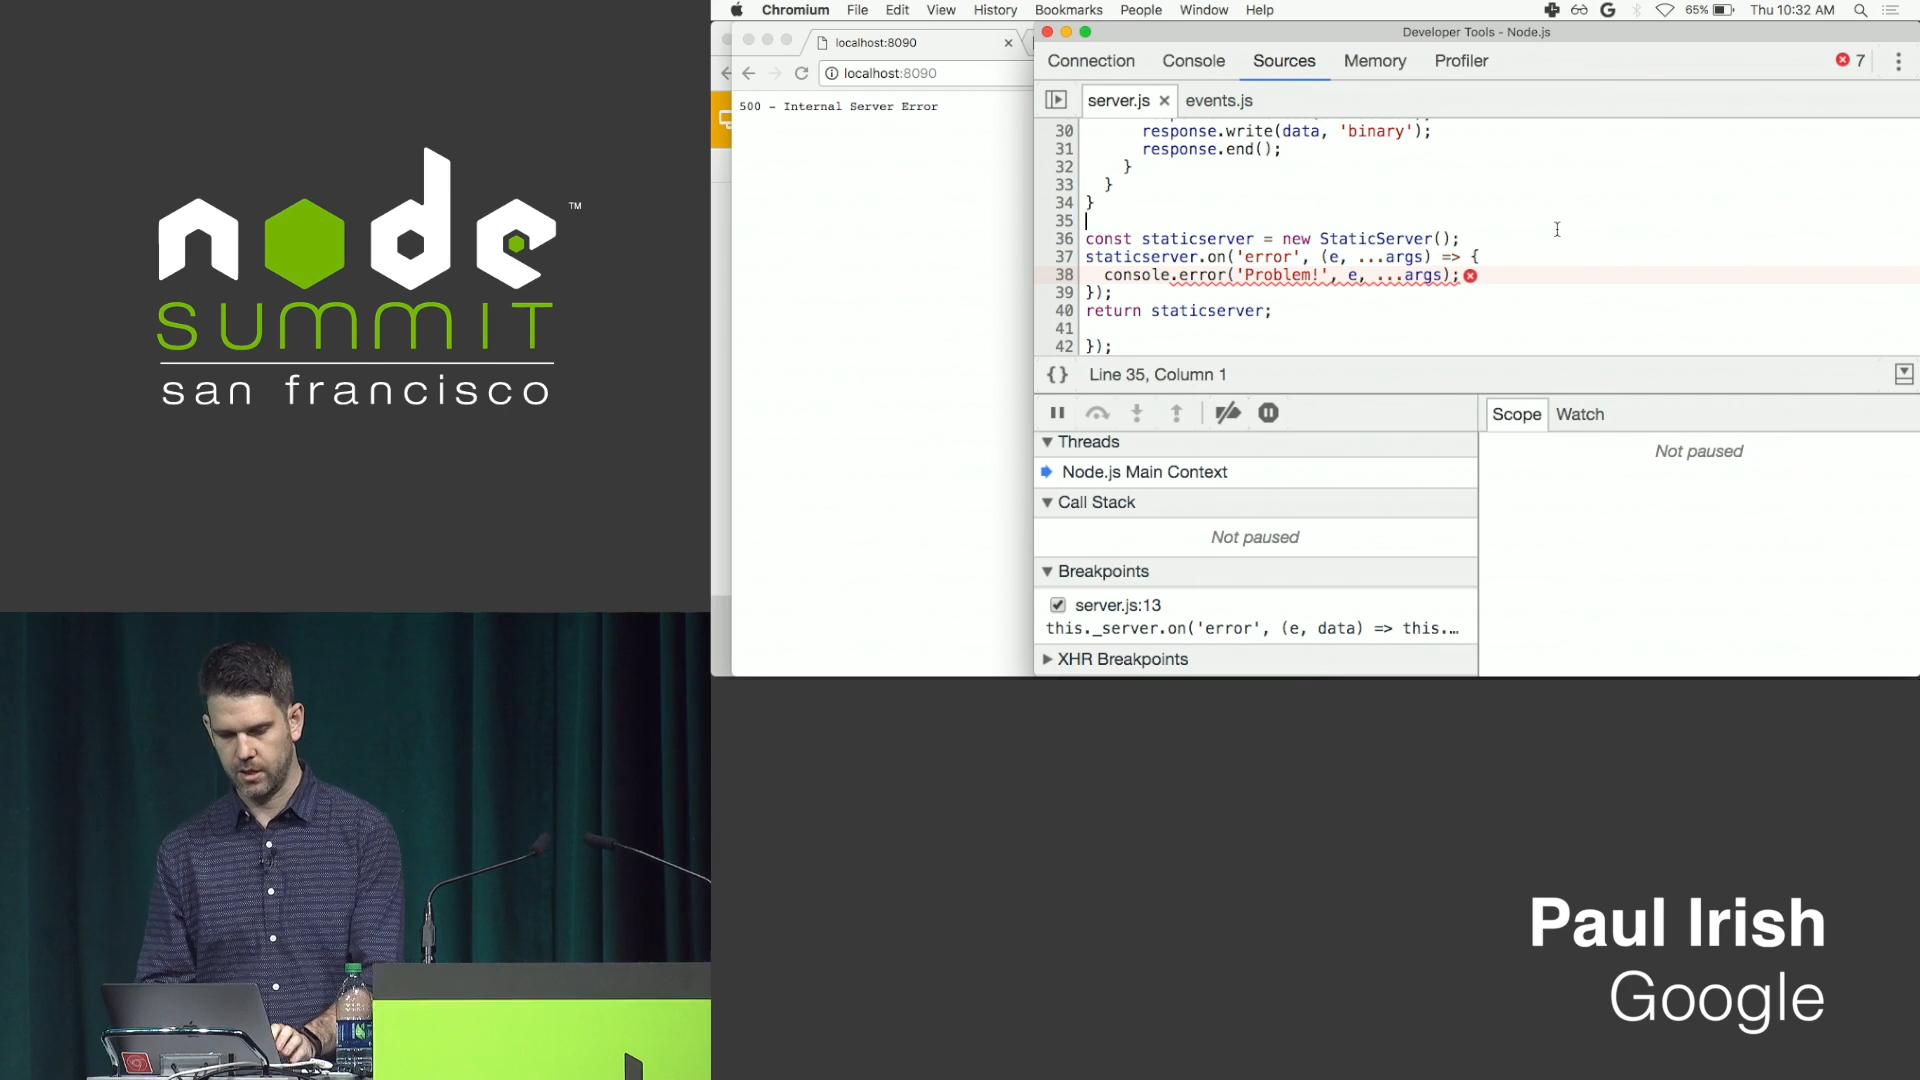 node™
SUMMIT
san francisco
Chromium File Edit View History Bookmarks People Window Help
65% Thu 10:32 AM
localhost:8090
localhost:8090
500 - Internal Server Error
Developer Tools - Node.js
Connection Console Sources Memory Profiler
7
server.js events.js
30 response.write(data, 'binary');
31 response.end();
32 }
33 }
34 }
35
36 const staticserver = new StaticServer();
37 staticserver.on('error', (e, ...args) => {
38 console.error('Problem!', e, ...args);
39 });
40 return staticserver;
41
42 });
{} Line 35, Column 1
Scope Watch
Threads
Not paused
Node.js Main Context
Call Stack
Not paused
Breakpoints
server.js:13
this._server.on('error', (e, data) => this.…
XHR Breakpoints
Paul Irish
Google